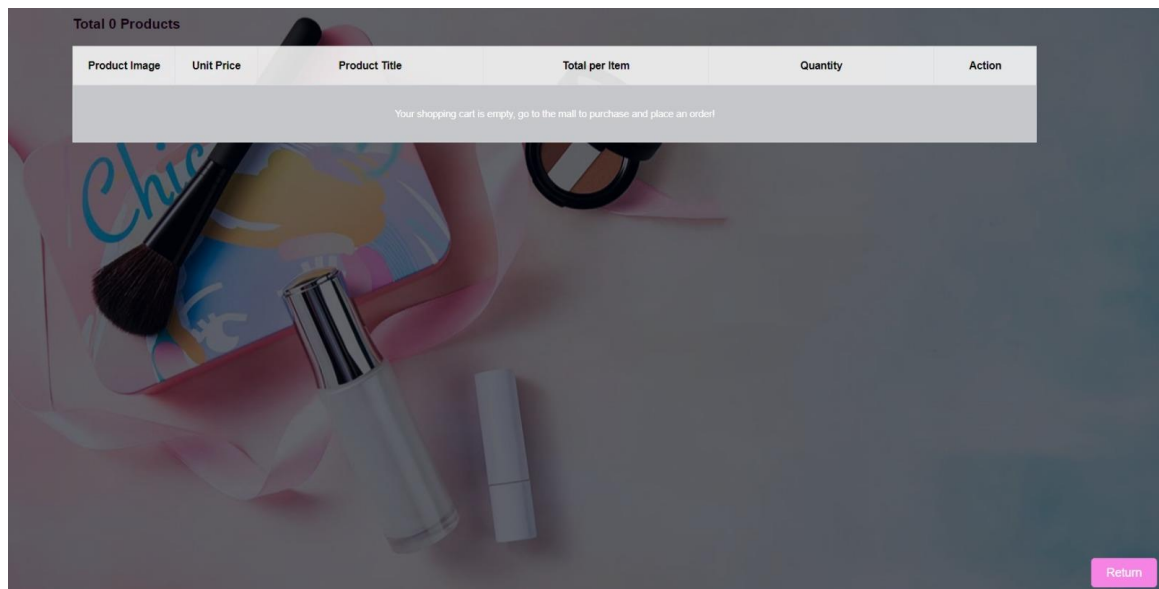 Total 0 Products
Product Image Unit Price Product Title Total per Item Quantity Action
Your shopping cart is empty, go to the mall to purchase and place an order!
Chic
Return